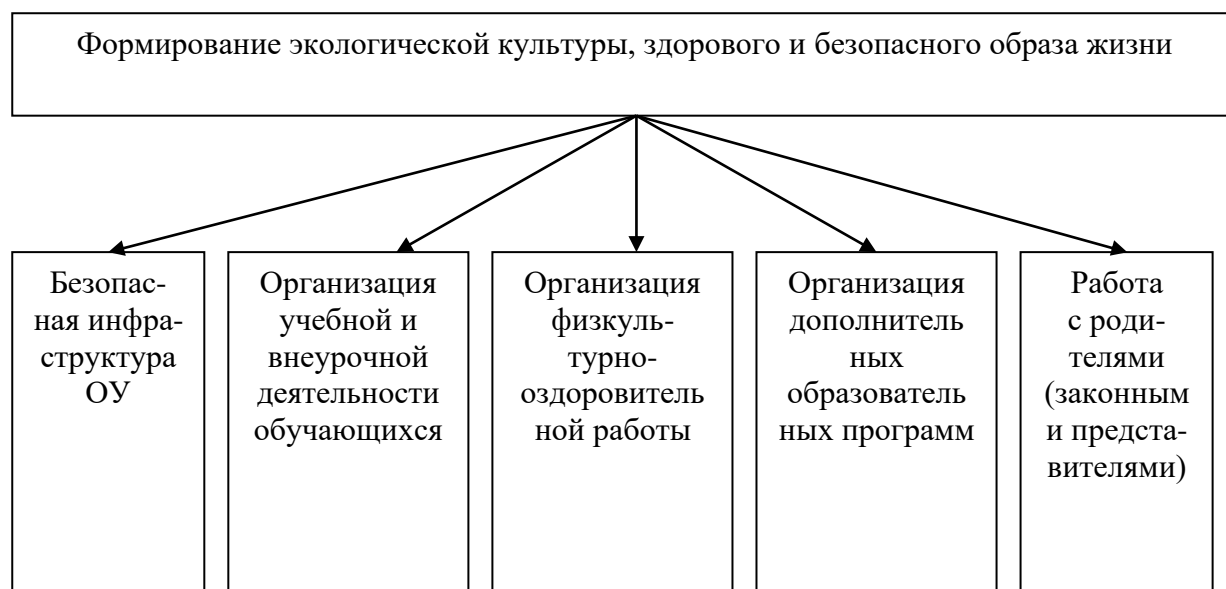 Формирование экологической культуры, здорового и безопасного образа жизни
Безопас-
ная инфра-
структура
ОУ
Организация
учебной и
внеурочной
деятельности
обучающихся
Организация
физкуль-
турно-
оздоровитель
ной работы
Организация
дополнитель
ных
образователь
ных программ
Работа
с роди-
телями
(законным
и предста-
вителями)